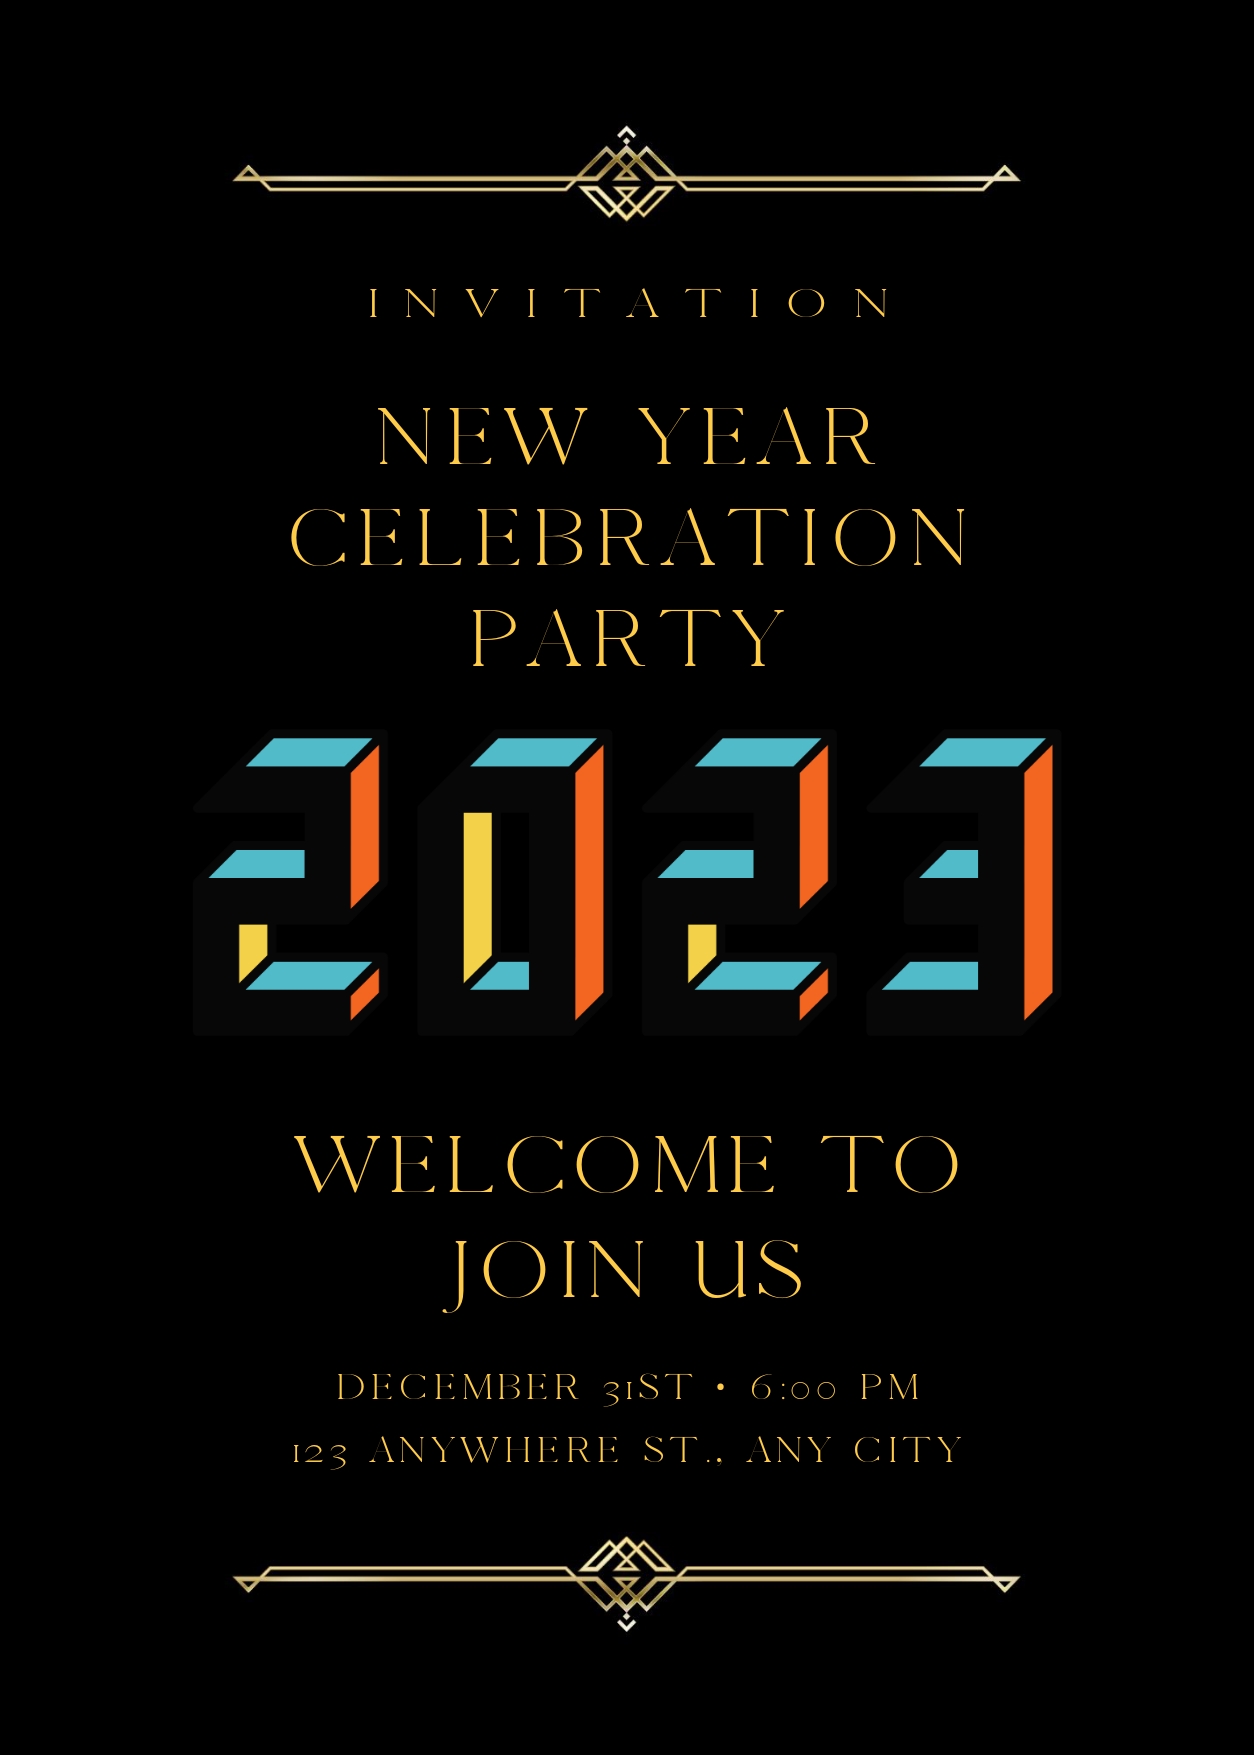 INVITATION
NEW YEAR
CELEBRATION
PARTY
2023
WELCOME TO
JOIN US
DECEMBER 31ST • 6:00 PM
123 ANYWHERE ST., ANY CITY